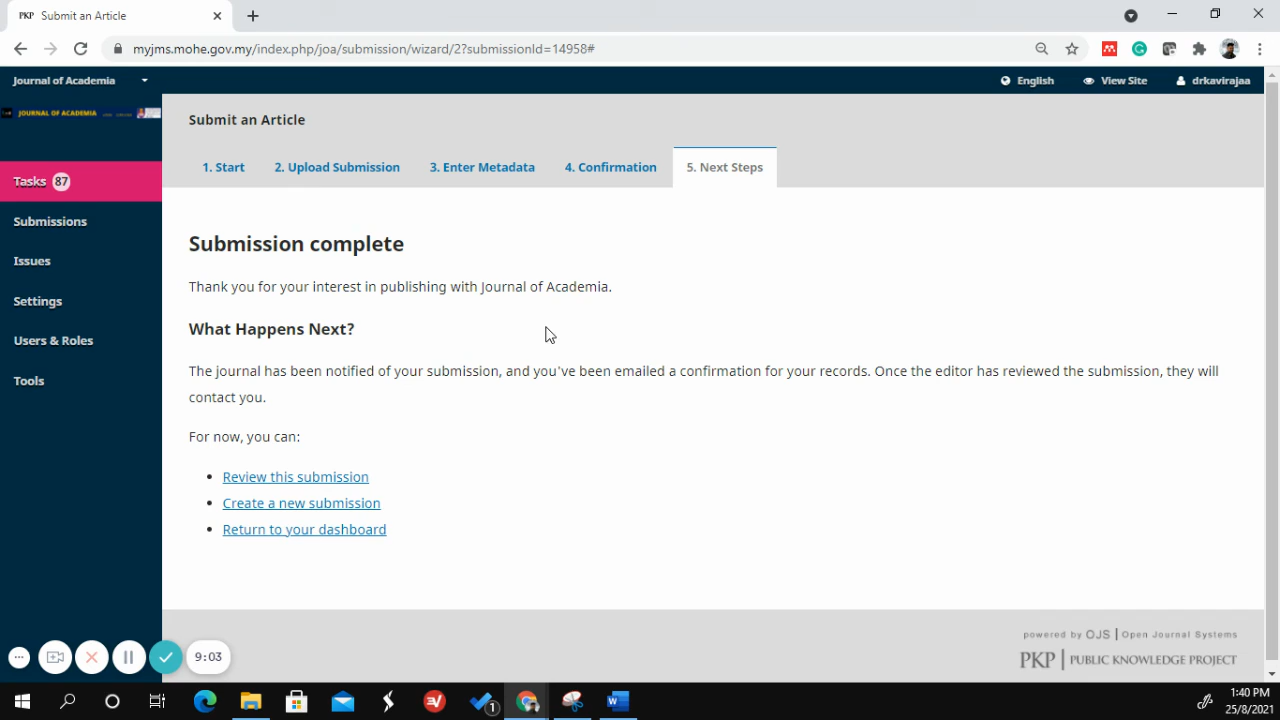 PKP Submit an Article
myjms.mohe.gov.my/index.php/joa/submission/wizard/2?submissionId=14958#
Journal of Academia
English
View Site
drkavirajaa
JOURNAL OF ACADEMIA
Submit an Article
1. Start
2. Upload Submission
3. Enter Metadata
4. Confirmation
5. Next Steps
Tasks 87
Submissions
Issues
Settings
Users & Roles
Tools
Submission complete
Thank you for your interest in publishing with Journal of Academia.
What Happens Next?
The journal has been notified of your submission, and you've been emailed a confirmation for your records. Once the editor has reviewed the submission, they will
contact you.
For now, you can:
Review this submission
Create a new submission
Return to your dashboard
powered by OJS | Open Journal Systems
PKP | PUBLIC KNOWLEDGE PROJECT
9:03
1
1:40 PM
25/8/2021